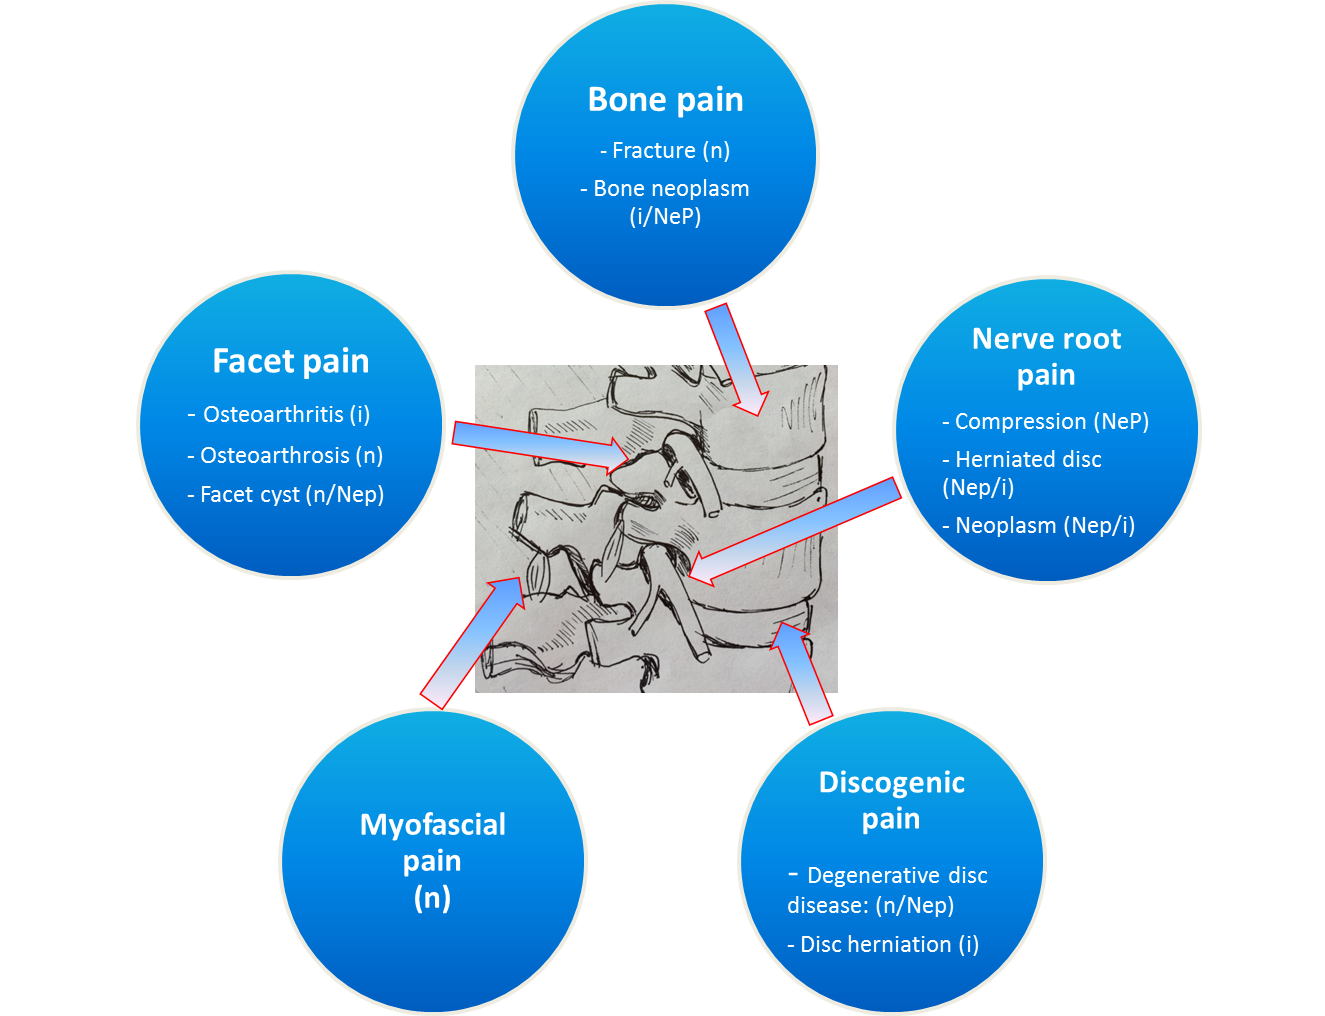 Bone pain
- Fracture (n)
- Bone neoplasm
(i/NeP)
Facet pain
- Osteoarthritis (i)
- Osteoarthrosis (n)
- Facet cyst (n/Nep)
Nerve root
pain
- Compression (NeP)
- Herniated disc
(Nep/i)
- Neoplasm (Nep/i)
Myofascial
pain
(n)
Discogenic
pain
- Degenerative disc
disease: (n/Nep)
- Disc herniation (i)